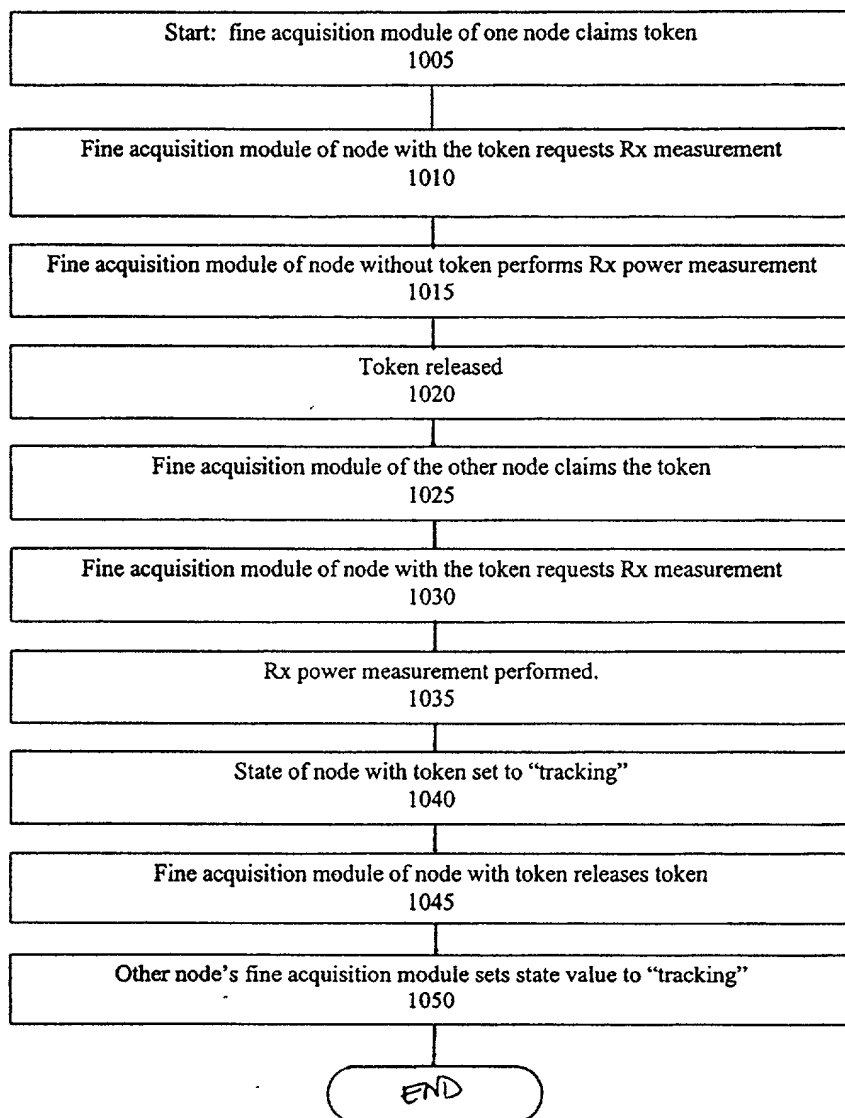 Start: fine acquisition module of one node claims token
1005
Fine acquisition module of node with the token requests Rx measurement
1010
Fine acquisition module of node without token performs Rx power measurement
1015
Token released
1020
Fine acquisition module of the other node claims the token
1025
Fine acquisition module of node with the token requests Rx measurement
1030
Rx power measurement performed.
1035
State of node with token set to “tracking”
1040
Fine acquisition module of node with token releases token
1045
Other node’s fine acquisition module sets state value to “tracking”
1050
END